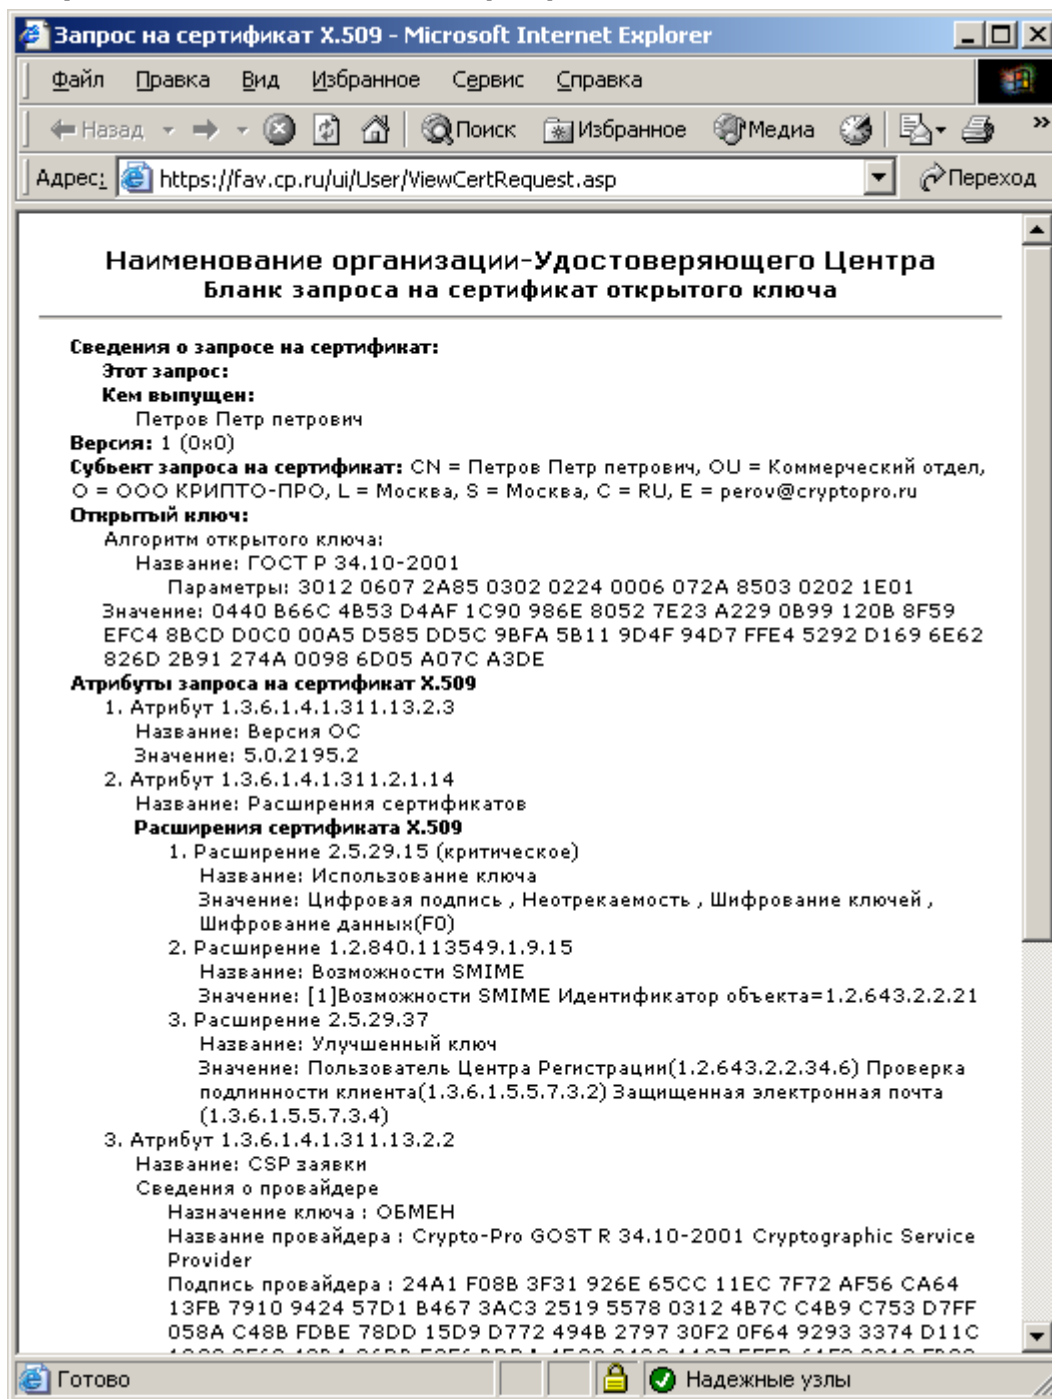 Запрос на сертификат X.509 - Microsoft Internet Explorer
Файл Правка Вид Избранное Сервис Справка
Назад Поиск Избранное Медиа »
Адрес: https://fav.cp.ru/ui/User/ViewCertRequest.asp Переход
Наименование организации-Удостоверяющего Центра
Бланк запроса на сертификат открытого ключа
Сведения о запросе на сертификат:
Этот запрос:
Кем выпущен:
Петров Петр петрович
Версия: 1 (0x0)
Субъект запроса на сертификат: CN = Петров Петр петрович, OU = Коммерческий отдел,
O = ООО КРИПТО-ПРО, L = Москва, S = Москва, C = RU, E = perov@cryptopro.ru
Открытый ключ:
Алгоритм открытого ключа:
Название: ГОСТ Р 34.10-2001
Параметры: 3012 0607 2A85 0302 0224 0006 072A 8503 0202 1E01
Значение: 0440 B66C 4B53 D4AF 1C90 986E 8052 7E23 A229 0B99 120B 8F59
EFC4 8BCD D0C0 00A5 D585 DD5C 9BFA 5B11 9D4F 94D7 FFE4 5292 D169 6E62
826D 2B91 274A 0098 6D05 A07C A3DE
Атрибуты запроса на сертификат X.509
1. Атрибут 1.3.6.1.4.1.311.13.2.3
Название: Версия ОС
Значение: 5.0.2195.2
2. Атрибут 1.3.6.1.4.1.311.2.1.14
Название: Расширения сертификатов
Расширения сертификата X.509
1. Расширение 2.5.29.15 (критическое)
Название: Использование ключа
Значение: Цифровая подпись , Неотрекаемость , Шифрование ключей ,
Шифрование данных(F0)
2. Расширение 1.2.840.113549.1.9.15
Название: Возможности SMIME
Значение: [1]Возможности SMIME Идентификатор объекта=1.2.643.2.2.21
3. Расширение 2.5.29.37
Название: Улучшенный ключ
Значение: Пользователь Центра Регистрации(1.2.643.2.2.34.6) Проверка
подлинности клиента(1.3.6.1.5.5.7.3.2) Защищенная электронная почта
(1.3.6.1.5.5.7.3.4)
3. Атрибут 1.3.6.1.4.1.311.13.2.2
Название: CSP заявки
Сведения о провайдере
Назначение ключа : ОБМЕН
Название провайдера : Crypto-Pro GOST R 34.10-2001 Cryptographic Service
Provider
Подпись провайдера : 24A1 F08B 3F31 926E 65CC 11EC 7F72 AF56 CA64
13FB 7910 9424 57D1 B467 3AC3 2519 5578 0312 4B7C C4B9 C753 D7FF
058A C48B FDBE 78DD 15D9 D772 494B 2797 30F2 0F64 9293 3374 D11C
Готово Надежные узлы